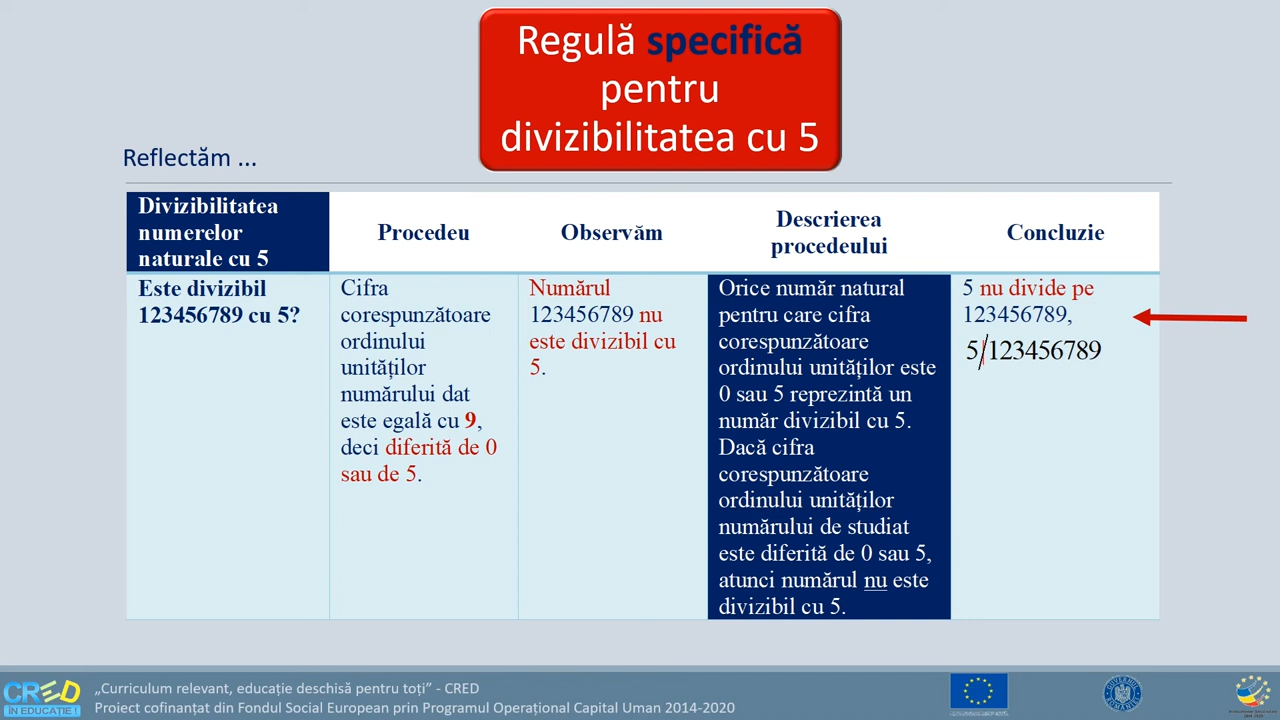 Regulă specifică
pentru
divizibilitatea cu 5
Reflectăm ...
Divizibilitatea
numerelor
naturale cu 5
Procedeu
Observăm
Descrierea
procedeului
Concluzie
Este divizibil
123456789 cu 5?
Cifra
corespunzătoare
ordinului
unităților
numărului dat
este egală cu 9,
deci diferită de 0
sau de 5.
Numărul
123456789 nu
este divizibil cu
5.
Orice număr natural
pentru care cifra
corespunzătoare
ordinului unităților este
0 sau 5 reprezintă un
număr divizibil cu 5.
Dacă cifra
corespunzătoare
ordinului unităților
numărului de studiat
este diferită de 0 sau 5,
atunci numărul nu este
divizibil cu 5.
5 nu divide pe
123456789,
5∤123456789
CRED
ÎN EDUCAȚIE !
„Curriculum relevant, educație deschisă pentru toți” - CRED
Proiect cofinanțat din Fondul Social European prin Programul Operațional Capital Uman 2014-2020